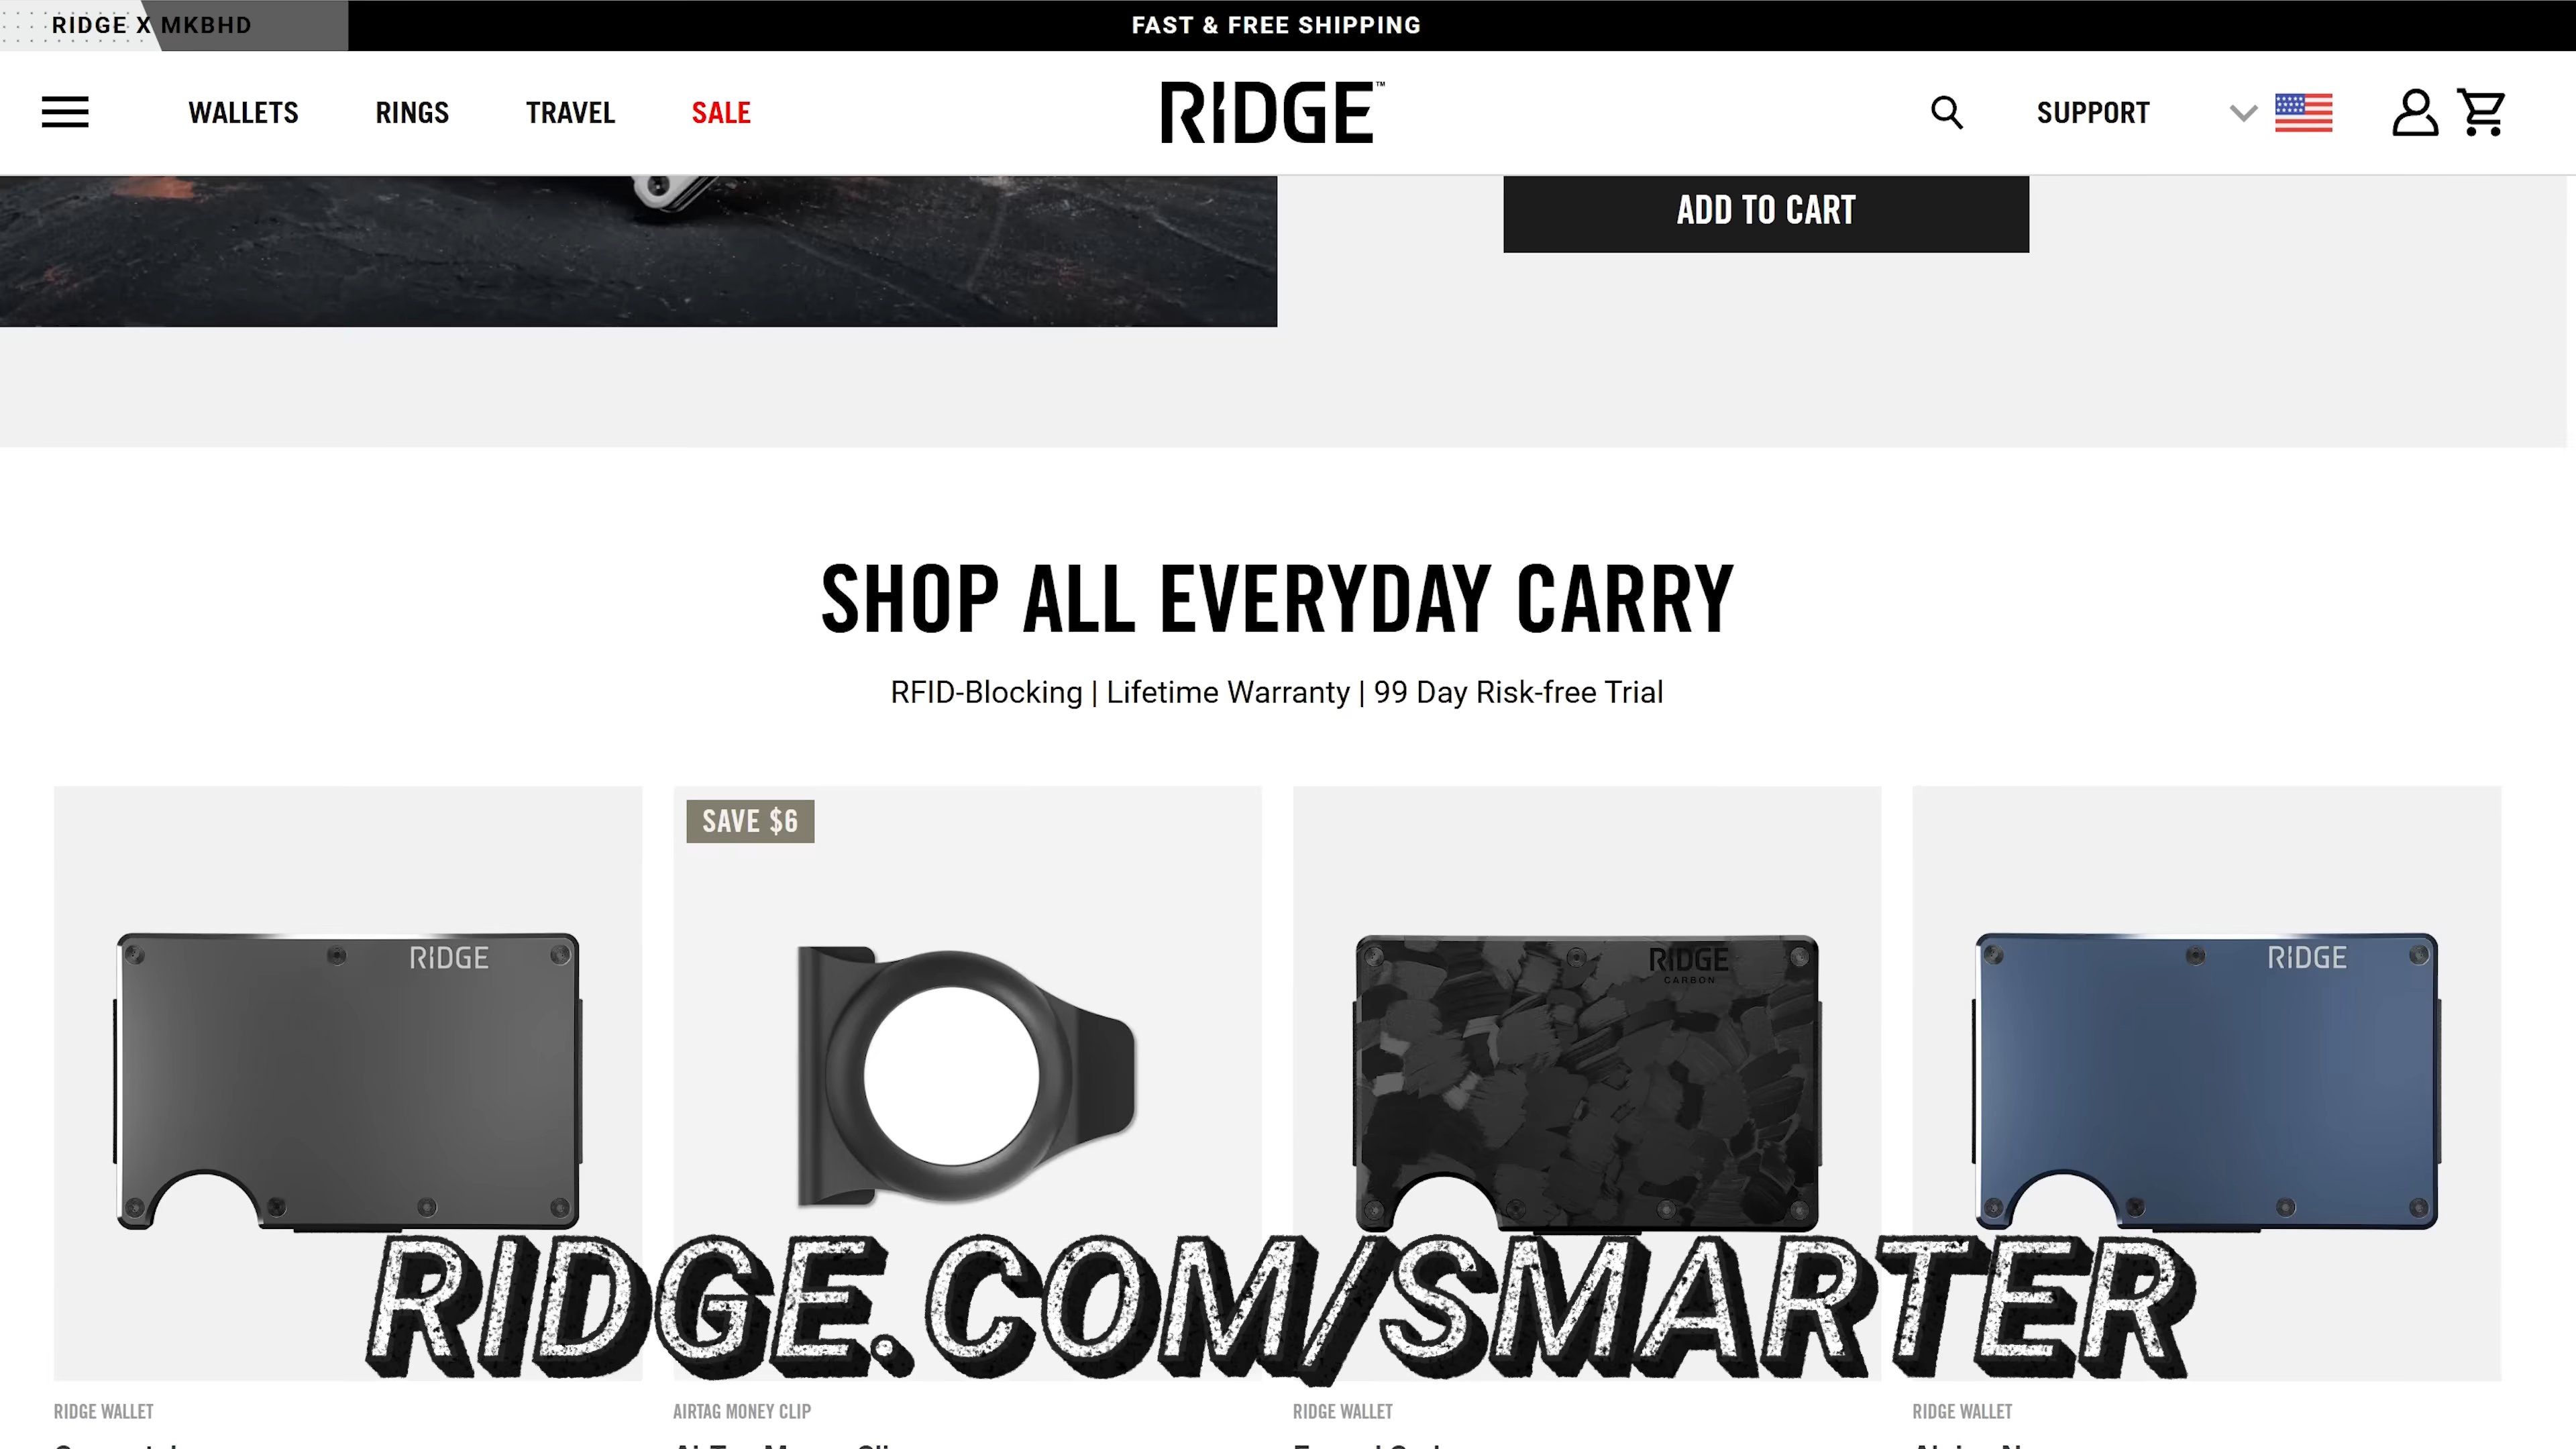 RIDGE X MKBHD
FAST & FREE SHIPPING
WALLETS RINGS TRAVEL SALE
RIDGE™
SUPPORT
ADD TO CART
SHOP ALL EVERYDAY CARRY
RFID-Blocking | Lifetime Warranty | 99 Day Risk-free Trial
SAVE $6
RIDGE
RIDGE
CARBON
RIDGE
RIDGE.COM/SMARTER
RIDGE WALLET
AIRTAG MONEY CLIP
RIDGE WALLET
RIDGE WALLET